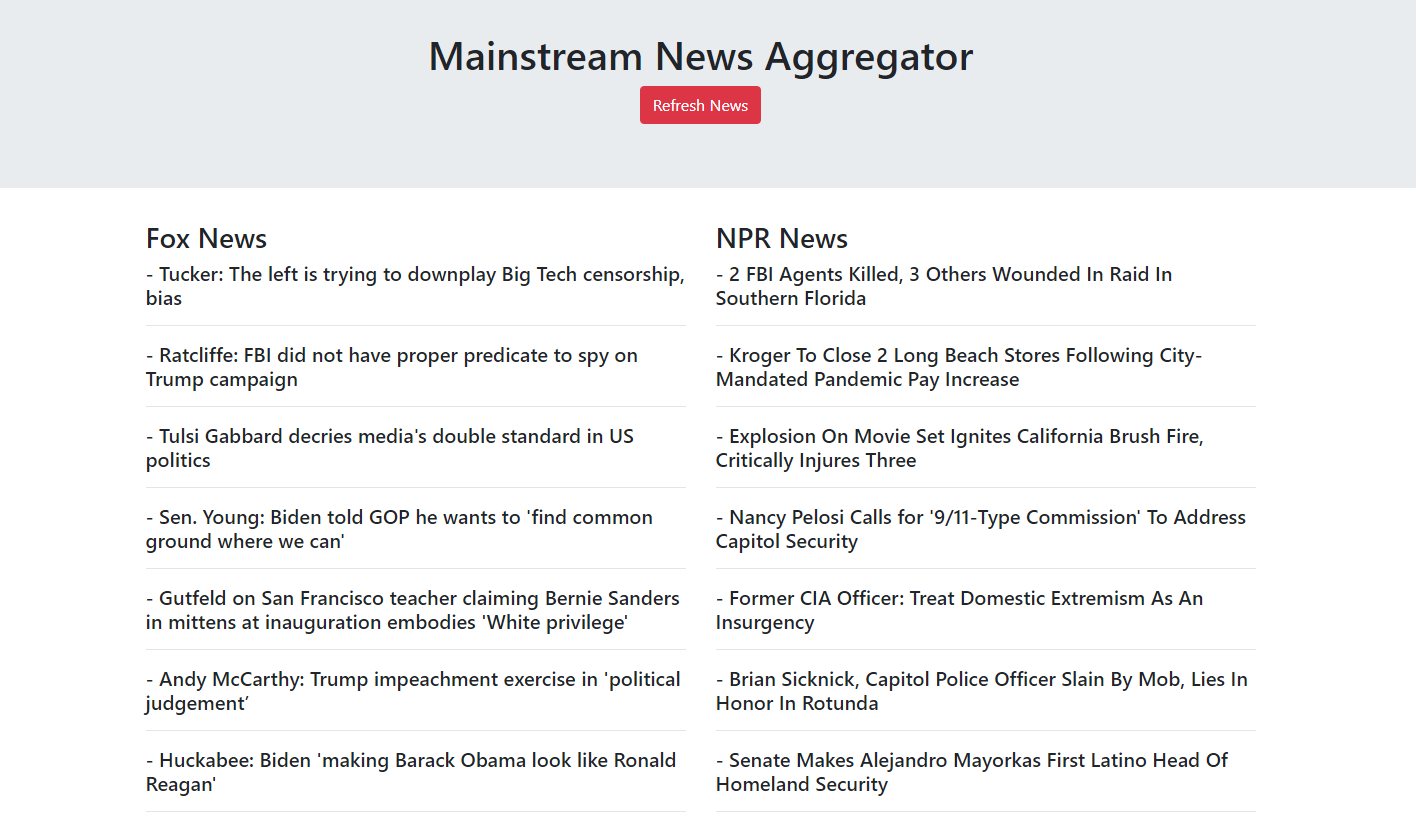 Mainstream News Aggregator
Refresh News
Fox News
- Tucker: The left is trying to downplay Big Tech censorship,
bias
- Ratcliffe: FBI did not have proper predicate to spy on
Trump campaign
- Tulsi Gabbard decries media's double standard in US
politics
- Sen. Young: Biden told GOP he wants to 'find common
ground where we can'
- Gutfeld on San Francisco teacher claiming Bernie Sanders
in mittens at inauguration embodies 'White privilege'
- Andy McCarthy: Trump impeachment exercise in 'political
judgement’
- Huckabee: Biden 'making Barack Obama look like Ronald
Reagan'
NPR News
- 2 FBI Agents Killed, 3 Others Wounded In Raid In
Southern Florida
- Kroger To Close 2 Long Beach Stores Following City-
Mandated Pandemic Pay Increase
- Explosion On Movie Set Ignites California Brush Fire,
Critically Injures Three
- Nancy Pelosi Calls for '9/11-Type Commission' To Address
Capitol Security
- Former CIA Officer: Treat Domestic Extremism As An
Insurgency
- Brian Sicknick, Capitol Police Officer Slain By Mob, Lies In
Honor In Rotunda
- Senate Makes Alejandro Mayorkas First Latino Head Of
Homeland Security